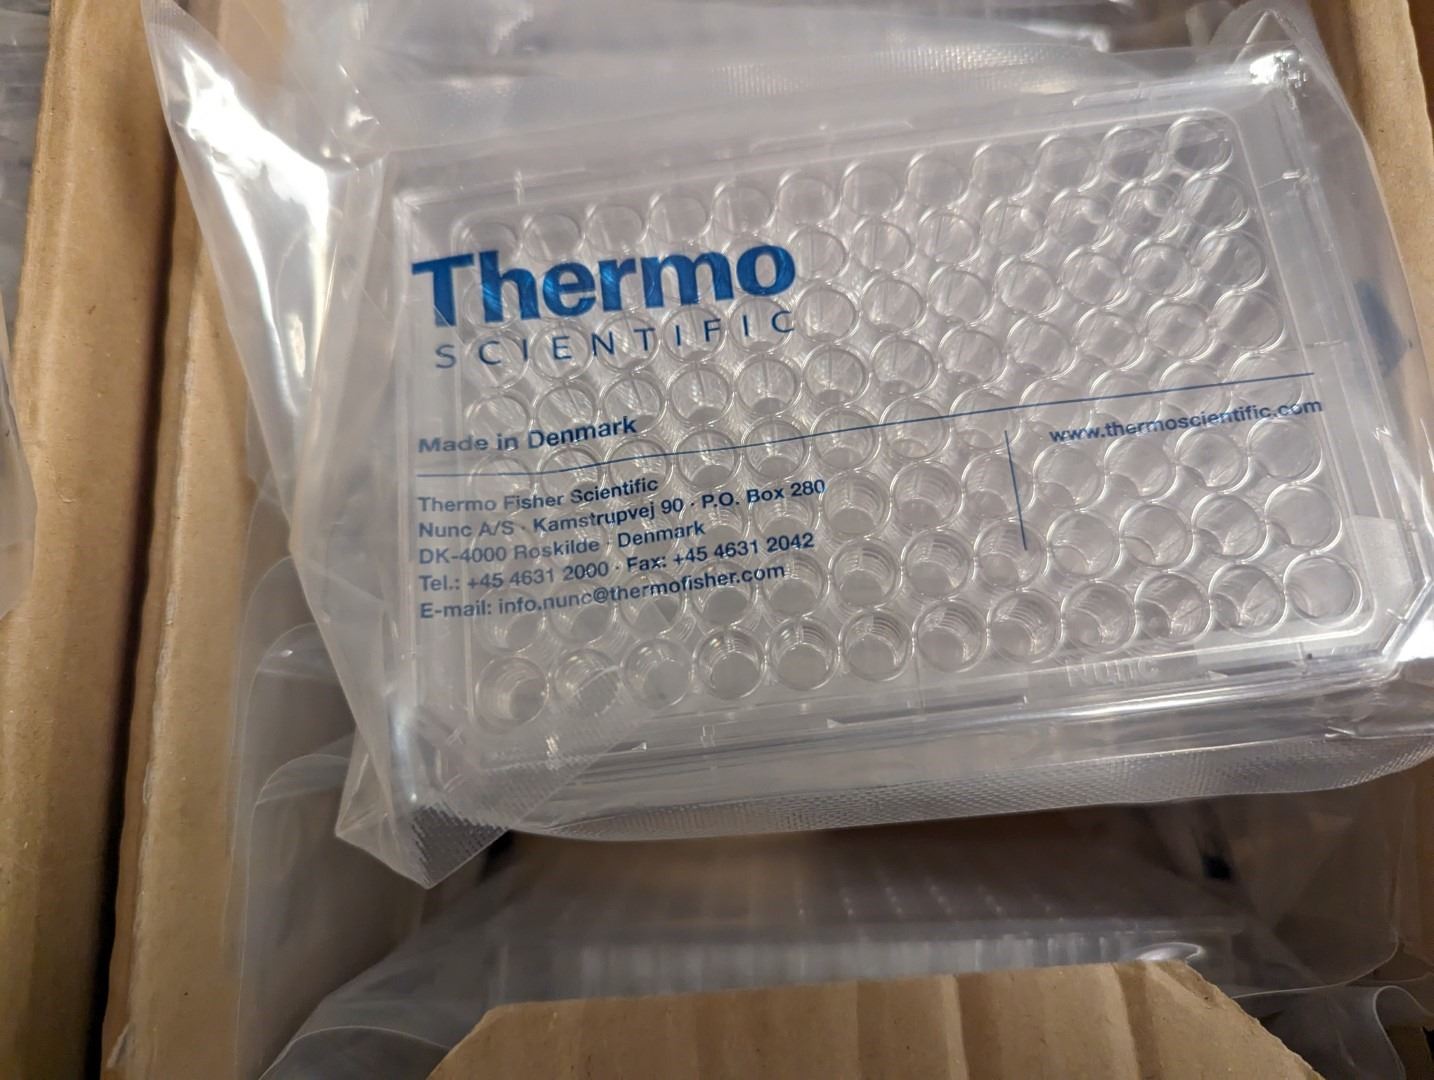 Thermo
SCIENTIFIC
Made in Denmark
www.thermoscientific.com
Thermo Fisher Scientific
Nunc A/S · Kamstrupvej 90 · P.O. Box 280
DK-4000 Roskilde · Denmark
Tel.: +45 4631 2000 · Fax: +45 4631 2042
E-mail: info.nunc@thermofisher.com
Nunc